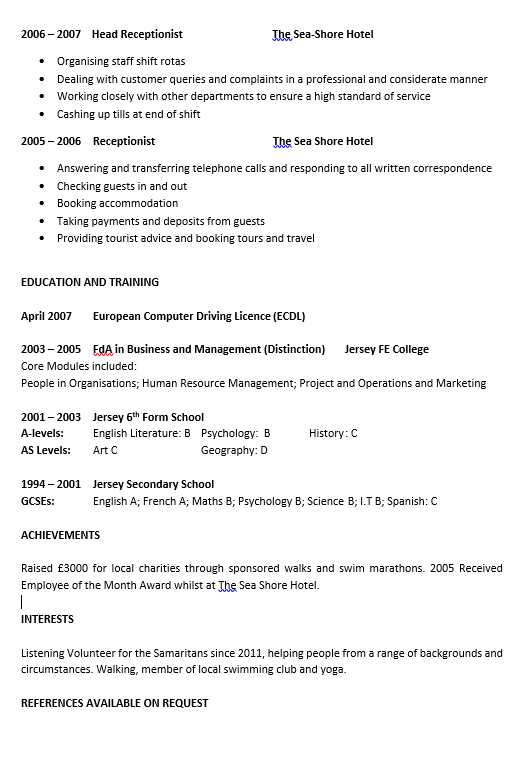 2006 – 2007 Head Receptionist The Sea-Shore Hotel
• Organising staff shift rotas
• Dealing with customer queries and complaints in a professional and considerate manner
• Working closely with other departments to ensure a high standard of service
• Cashing up tills at end of shift
2005 – 2006 Receptionist The Sea Shore Hotel
• Answering and transferring telephone calls and responding to all written correspondence
• Checking guests in and out
• Booking accommodation
• Taking payments and deposits from guests
• Providing tourist advice and booking tours and travel
EDUCATION AND TRAINING
April 2007 European Computer Driving Licence (ECDL)
2003 – 2005 FdA in Business and Management (Distinction) Jersey FE College
Core Modules included:
People in Organisations; Human Resource Management; Project and Operations and Marketing
2001 – 2003 Jersey 6th Form School
A-levels: English Literature: B Psychology: B History: C
AS Levels: Art C Geography: D
1994 – 2001 Jersey Secondary School
GCSEs: English A; French A; Maths B; Psychology B; Science B; I.T B; Spanish: C
ACHIEVEMENTS
Raised £3000 for local charities through sponsored walks and swim marathons. 2005 Received
Employee of the Month Award whilst at The Sea Shore Hotel.
INTERESTS
Listening Volunteer for the Samaritans since 2011, helping people from a range of backgrounds and
circumstances. Walking, member of local swimming club and yoga.
REFERENCES AVAILABLE ON REQUEST